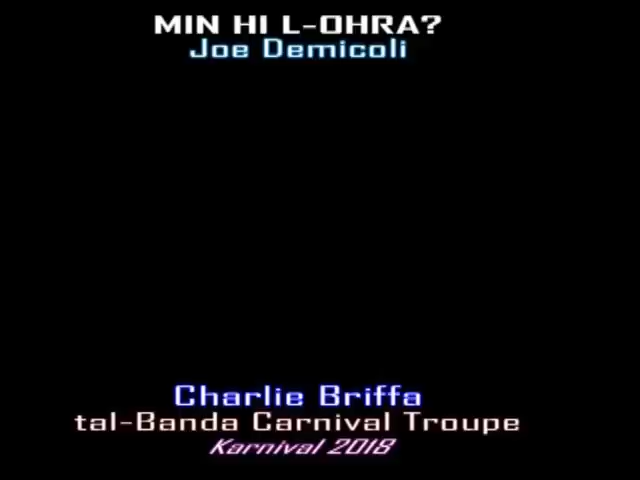 MIN HI L-OHRA?
Joe Demicoli
Charlie Briffa
tal-Banda Carnival Troupe
Karnival 2018